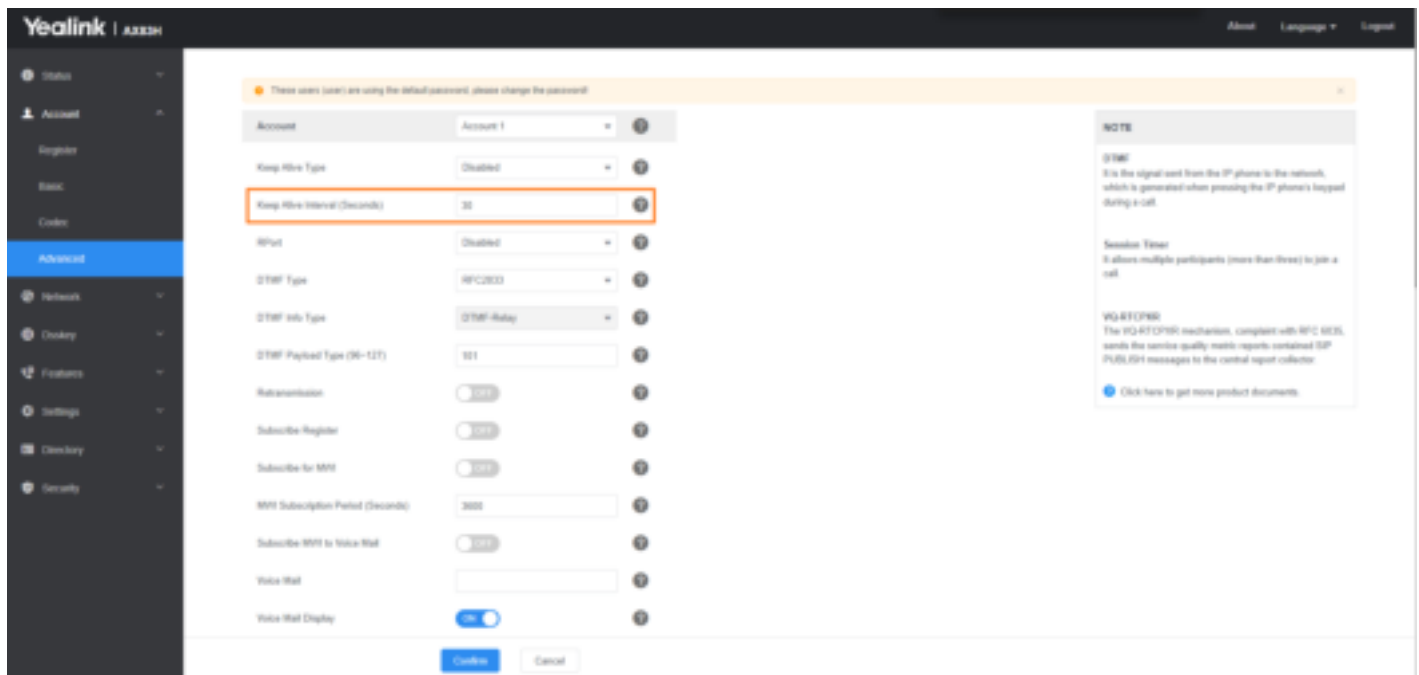 Yealink | AX83H
About Language Logout
Status
Account
Register
Basic
Codec
Advanced
Network
Dsskey
Features
Settings
Directory
Security
These users (user) are using the default password, please change the password!
Account Account 1
Keep Alive Type Disabled
Keep Alive Interval (Seconds) 30
RPort Disabled
DTMF Type RFC2833
DTMF Info Type DTMF-Relay
DTMF Payload Type (96~127) 101
Retransmission OFF
Subscribe Register OFF
Subscribe for MWI OFF
MWI Subscription Period (Seconds) 3600
Subscribe MWI to Voice Mail OFF
Voice Mail
Voice Mail Display ON
Confirm Cancel
NOTE
DTMF
It is the signal sent from the IP phone to the network,
which is generated when pressing the IP phone's keypad
during a call.
Session Timer
It allows multiple participants (more than three) to join a
call.
VQ-RTCPXR
The VQ-RTCPXR mechanism, complaint with RFC 6035,
sends the service quality metric reports contained SIP
PUBLISH messages to the central report collector.
Click here to get more product documents.